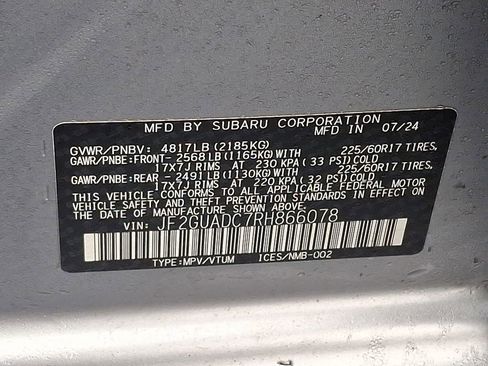 MFD BY SUBARU CORPORATION
MFD IN 07/24
GVWR/PNBV: 4817LB(2185KG)
GAWR/PNBE:FRONT-2568LB(1165KG)WITH 225/60R17 TIRES,
17X7J RIMS AT 230 KPA(33 PSI)COLD
GAWR/PNBE:REAR-2491LB(1130KG)WITH 225/60R17 TIRES,
17X7J RIMS AT 220 KPA(32 PSI)COLD
THIS VEHICLE CONFORMS TO ALL APPLICABLE FEDERAL MOTOR
VEHICLE SAFETY STANDARDS IN EFFECT ON THE DATE OF
MANUFACTURE SHOWN ABOVE.
VIN: JF2GUADC7RH866078
TYPE:MPV/VTUM ICES/NMB-002